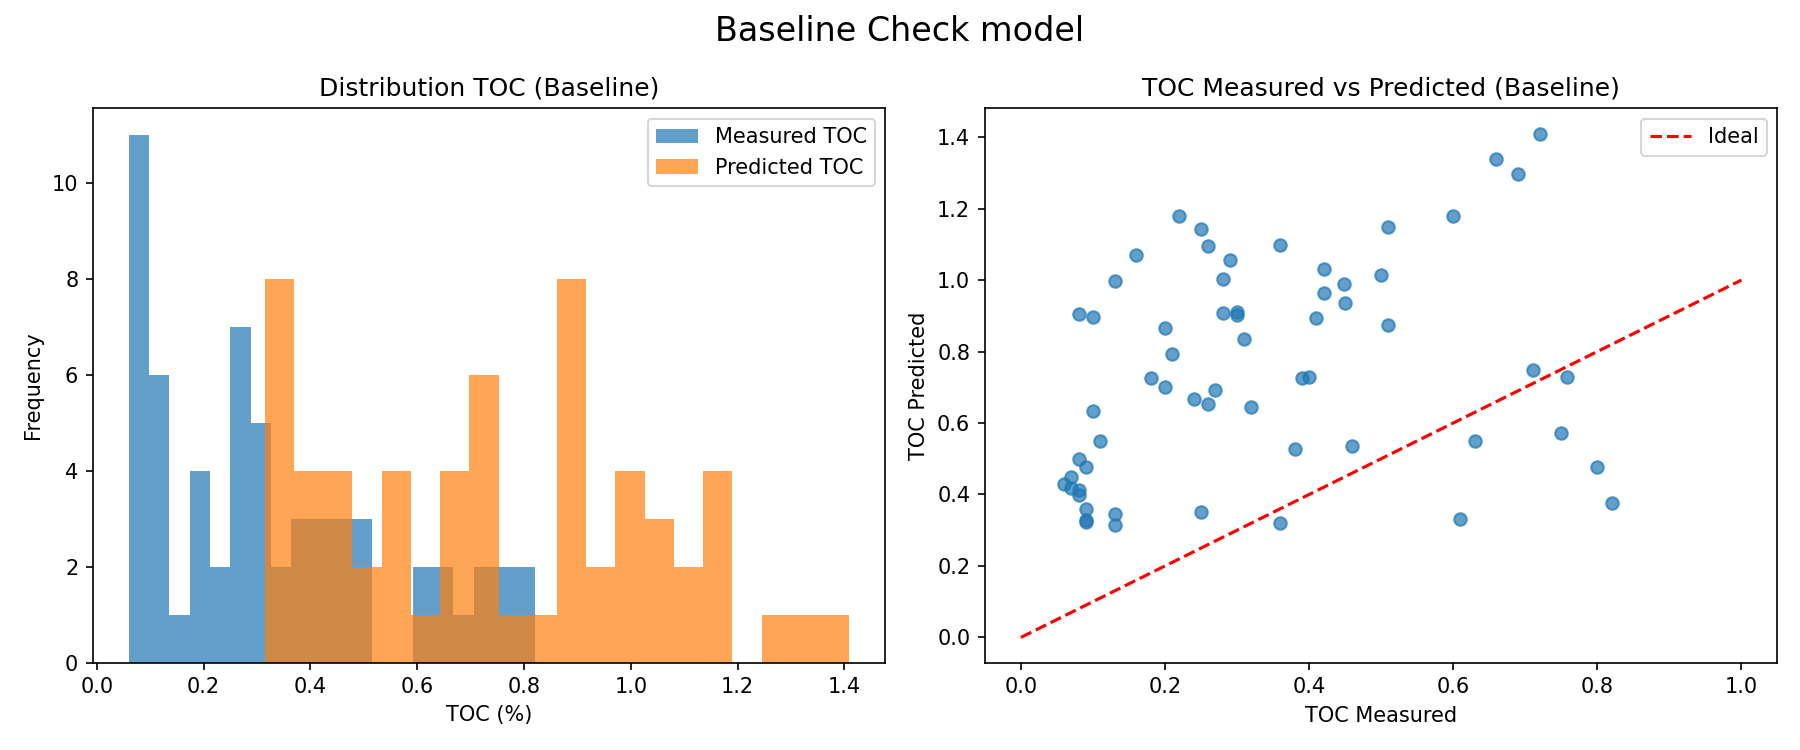 Baseline Check model
Distribution TOC (Baseline)
Measured TOC
Predicted TOC
Frequency
10
8
6
4
2
0
0.0 0.2 0.4 0.6 0.8 1.0 1.2 1.4
TOC (%)
TOC Measured vs Predicted (Baseline)
Ideal
TOC Predicted
1.4
1.2
1.0
0.8
0.6
0.4
0.2
0.0
0.0 0.2 0.4 0.6 0.8 1.0
TOC Measured